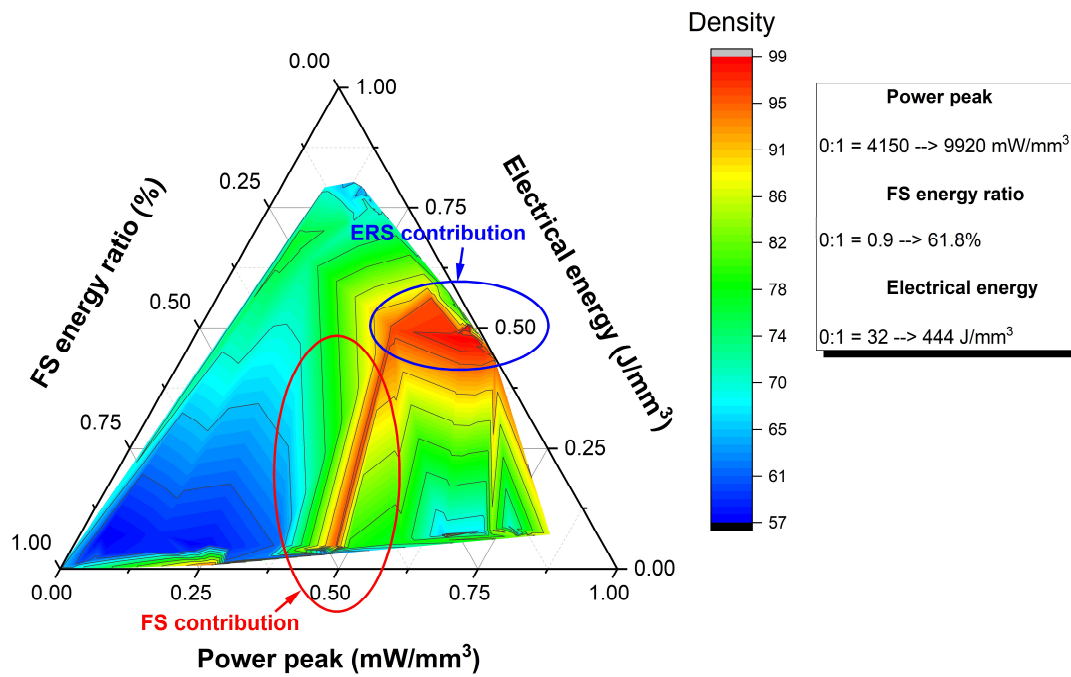 Density
99
95
91
86
82
78
74
70
65
61
57
0.00
1.00
0.25
0.75
0.50
0.50
0.75
0.25
1.00
0.00
0.00
0.25
0.50
0.75
1.00
FS energy ratio (%)
Electrical energy (J/mm³)
Power peak (mW/mm³)
ERS contribution
FS contribution
Power peak
0:1 = 4150 --> 9920 mW/mm³
FS energy ratio
0:1 = 0.9 --> 61.8%
Electrical energy
0:1 = 32 --> 444 J/mm³